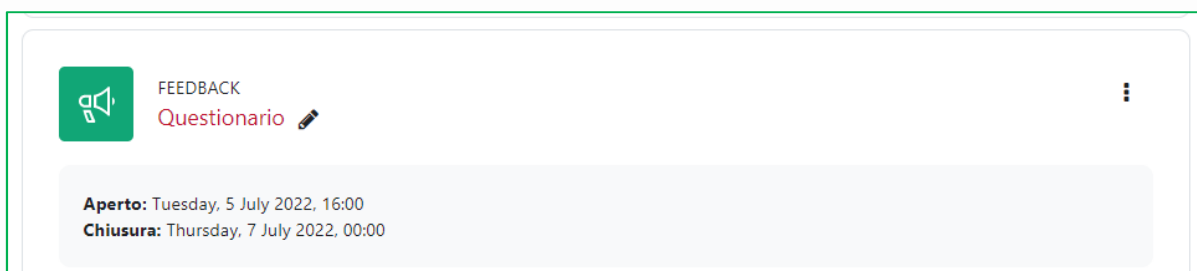 FEEDBACK
Questionario
Aperto: Tuesday, 5 July 2022, 16:00
Chiusura: Thursday, 7 July 2022, 00:00